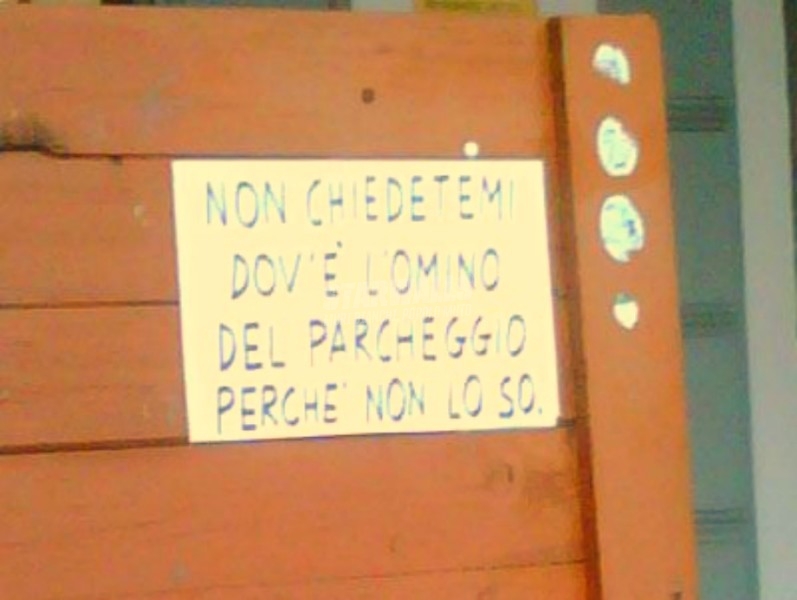 NON CHIEDETEMI
DOV'È L'OMINO
DEL PARCHEGGIO
PERCHE' NON LO SO.